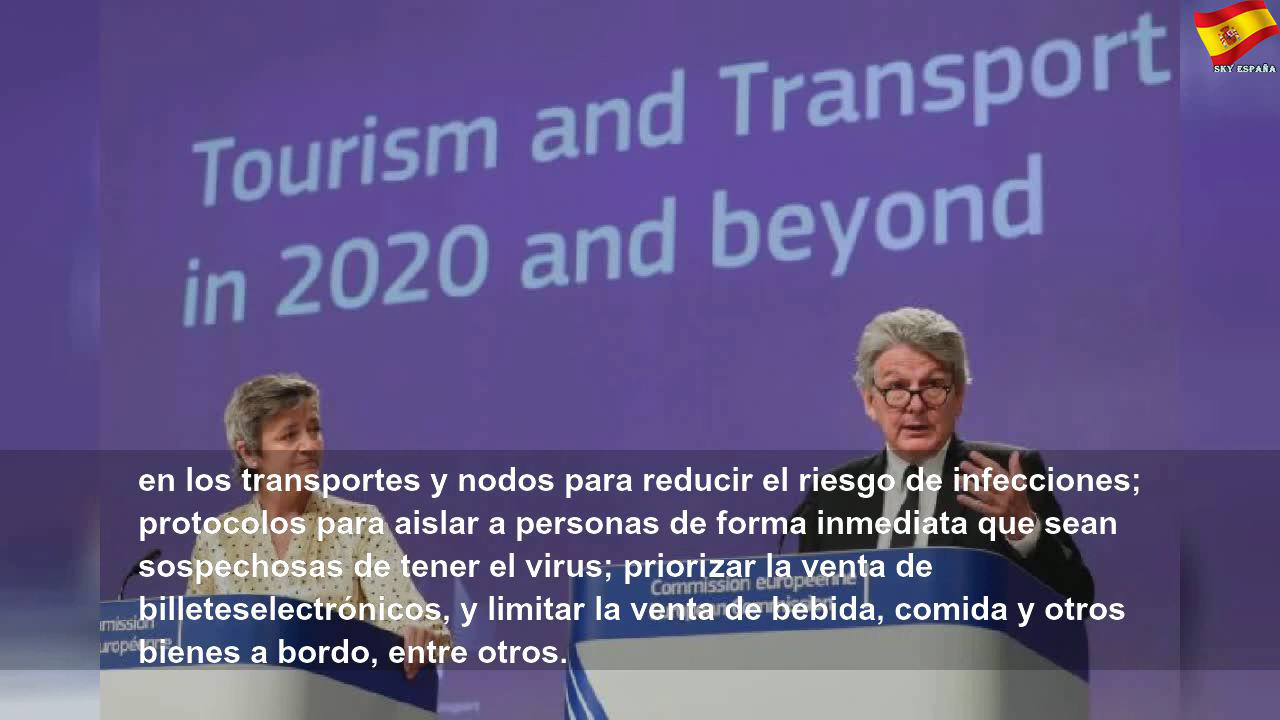 SKY ESPAÑA
Tourism and Transport
in 2020 and beyond
en los transportes y nodos para reducir el riesgo de infecciones;
protocolos para aislar a personas de forma inmediata que sean
sospechosas de tener el virus; priorizar la venta de
billeteselectrónicos, y limitar la venta de bebida, comida y otros
bienes a bordo, entre otros.
Commission européenne